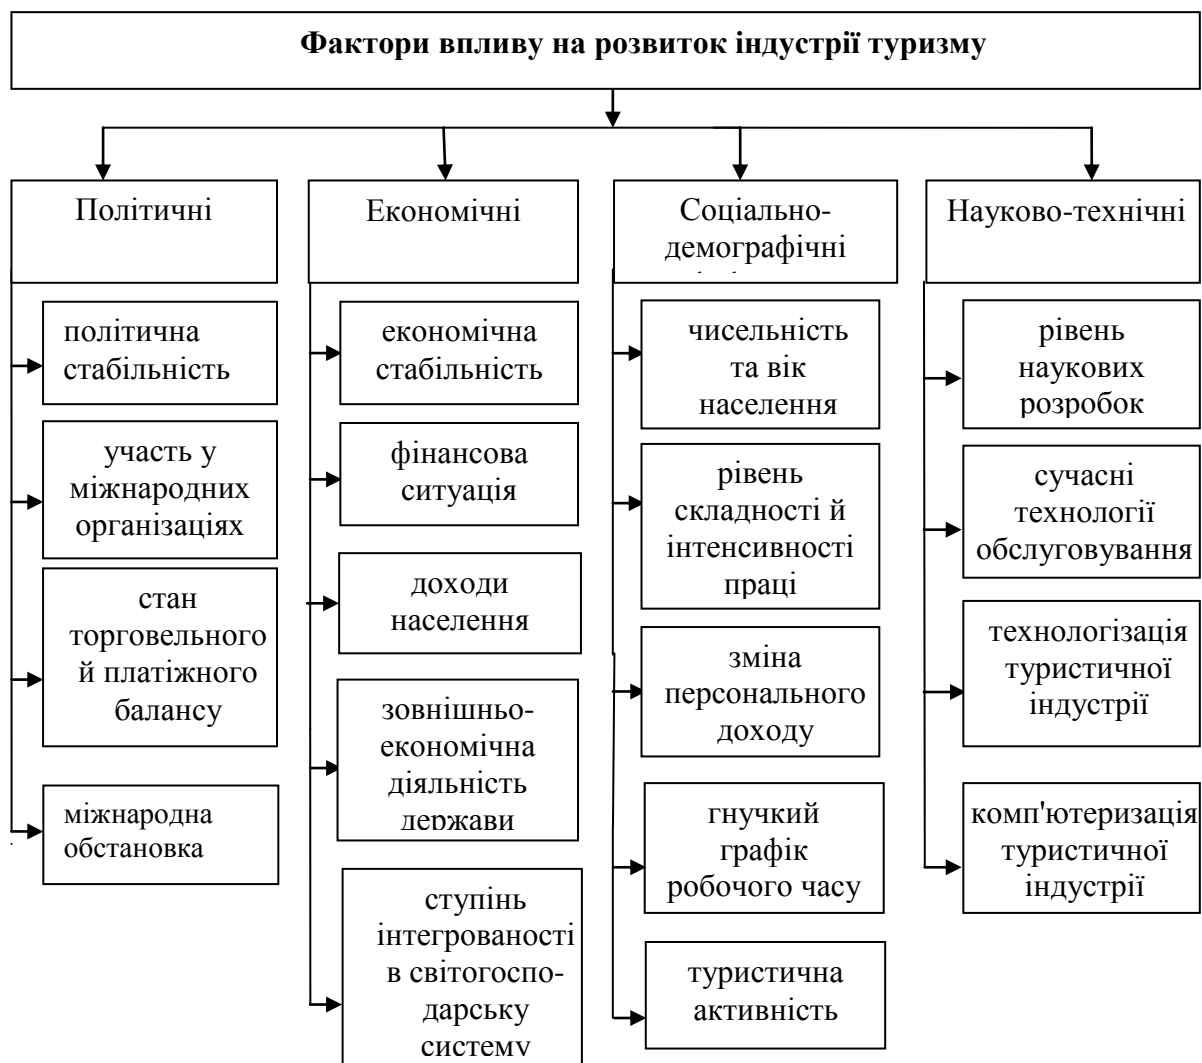 Фактори впливу на розвиток індустрії туризму
Політичні
Економічні
Соціально-
демографічні
Науково-технічні
політична
стабільність
участь у
міжнародних
організаціях
стан
торговельного
й платіжного
балансу
міжнародна
обстановка
економічна
стабільність
фінансова
ситуація
доходи
населення
зовнішньо-
економічна
діяльність
держави
ступінь
інтегрованості
в світогоспо-
дарську
систему
чисельність
та вік
населення
рівень
складності й
інтенсивності
праці
зміна
персонального
доходу
гнучкий
графік
робочого часу
туристична
активність
рівень
наукових
розробок
сучасні
технології
обслуговування
технологізація
туристичної
індустрії
комп'ютеризація
туристичної
індустрії